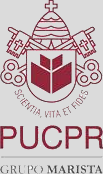 SCIENTIA, VITA ET FIDES
PUCPR
GRUPO MARISTA